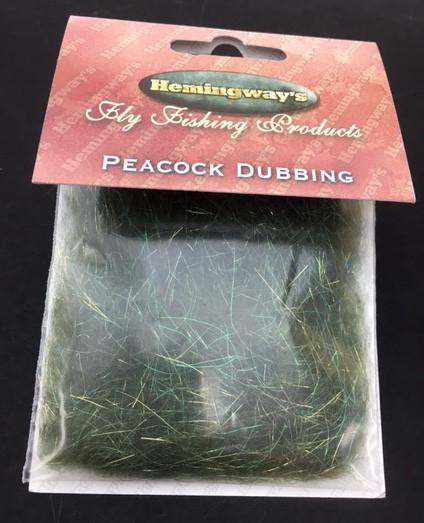 Hemingway's
Fly Fishing Products
PEACOCK DUBBING